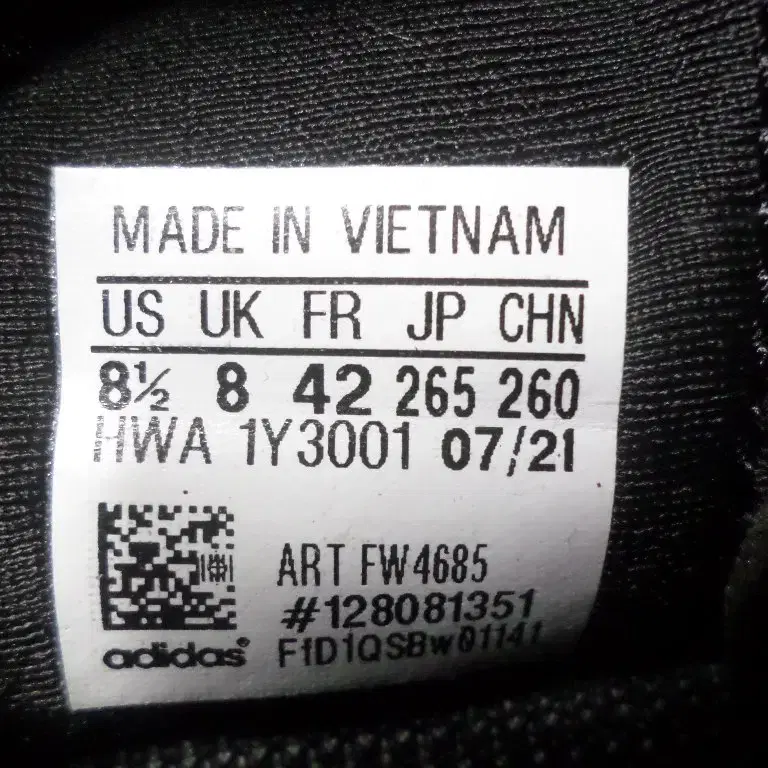 MADE IN VIETNAM
US UK FR JP CHN
8½ 8 42 265 260
HWA 1Y3001 07/21
ART FW4685
#128081351
adidas® FfD1QSBw01141